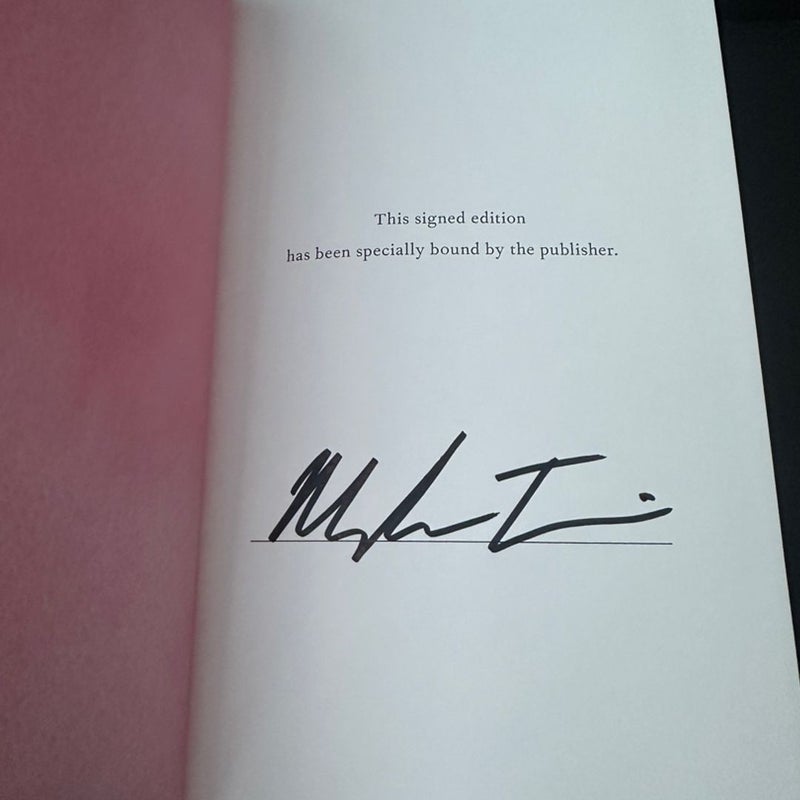 This signed edition
has been specially bound by the publisher.